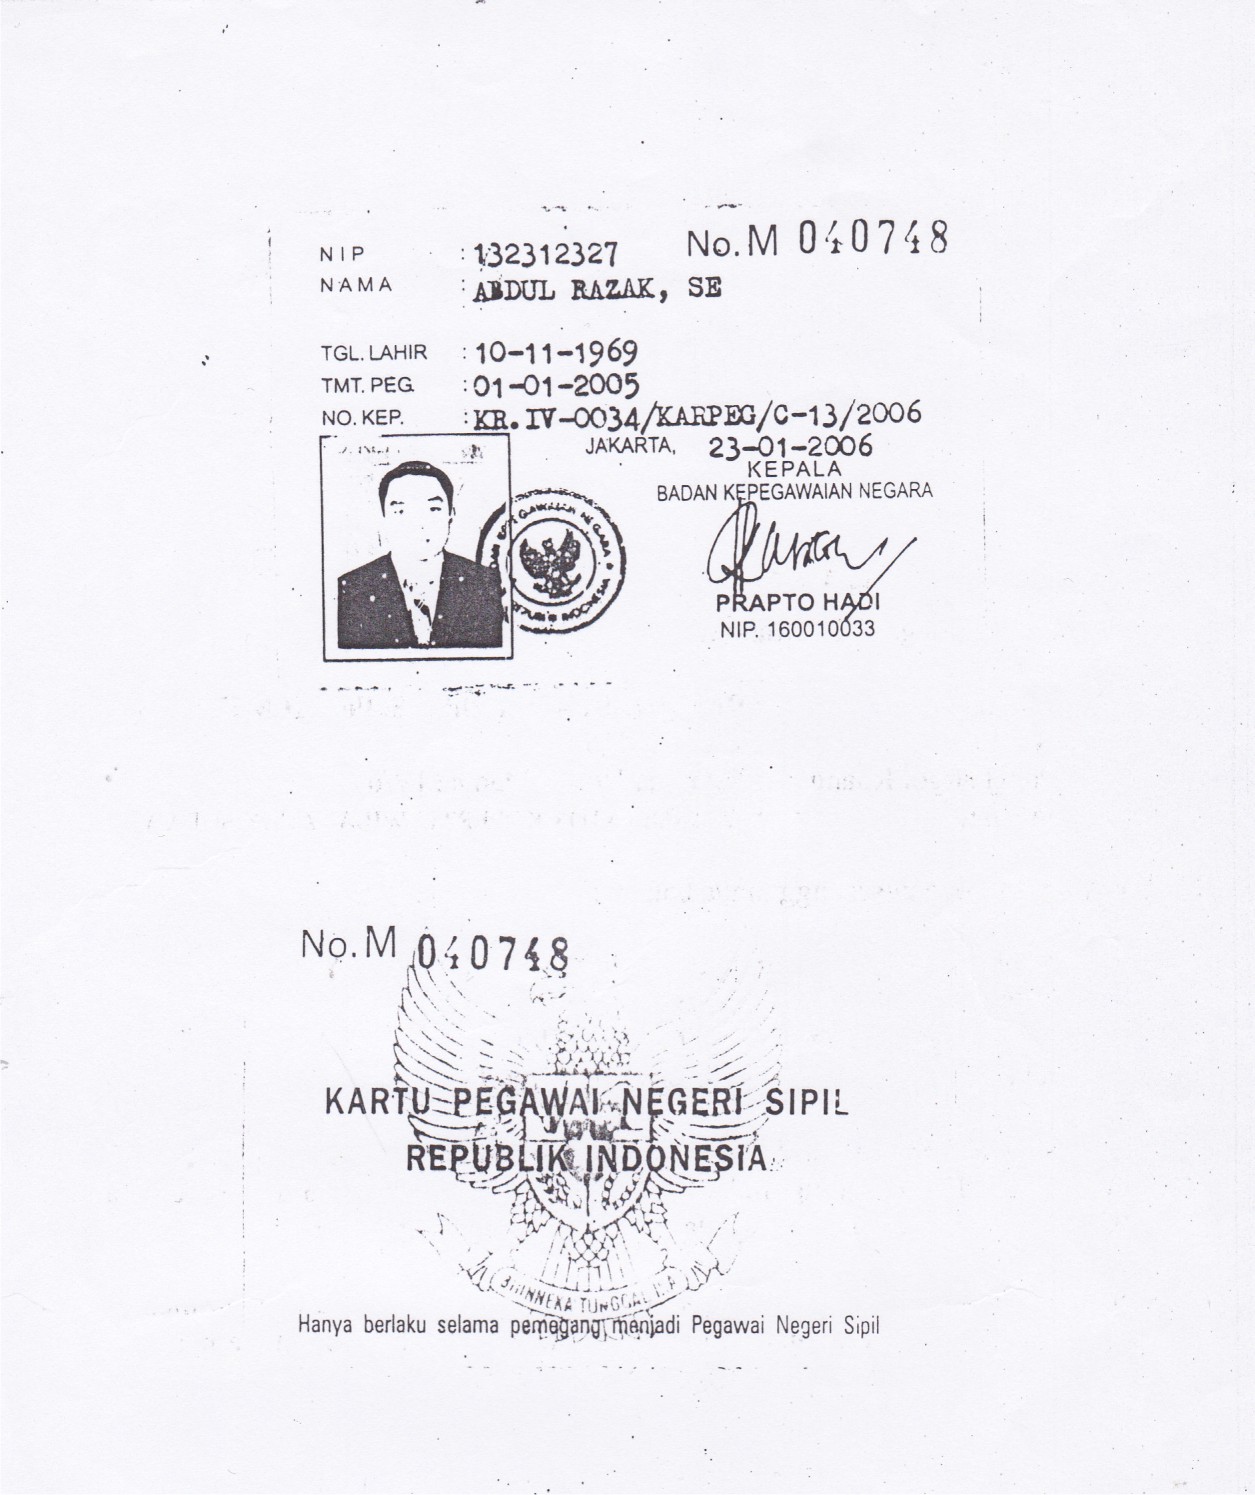 No. M 040748
NIP : 132312327
NAMA : ABDUL RAZAK, SE
TGL. LAHIR : 10-11-1969
TMT. PEG. : 01-01-2005
NO. KEP. : KR.IV-0034/KARPEG/C-13/2006
JAKARTA, 23-01-2006
KEPALA
BADAN KEPEGAWAIAN NEGARA
PRAPTO HADI
NIP. 160010033
No. M 040748
KARTU PEGAWAI NEGERI SIPIL
REPUBLIK INDONESIA
BHINNEKA TUNGGAL IKA
Hanya berlaku selama pemegang menjadi Pegawai Negeri Sipil